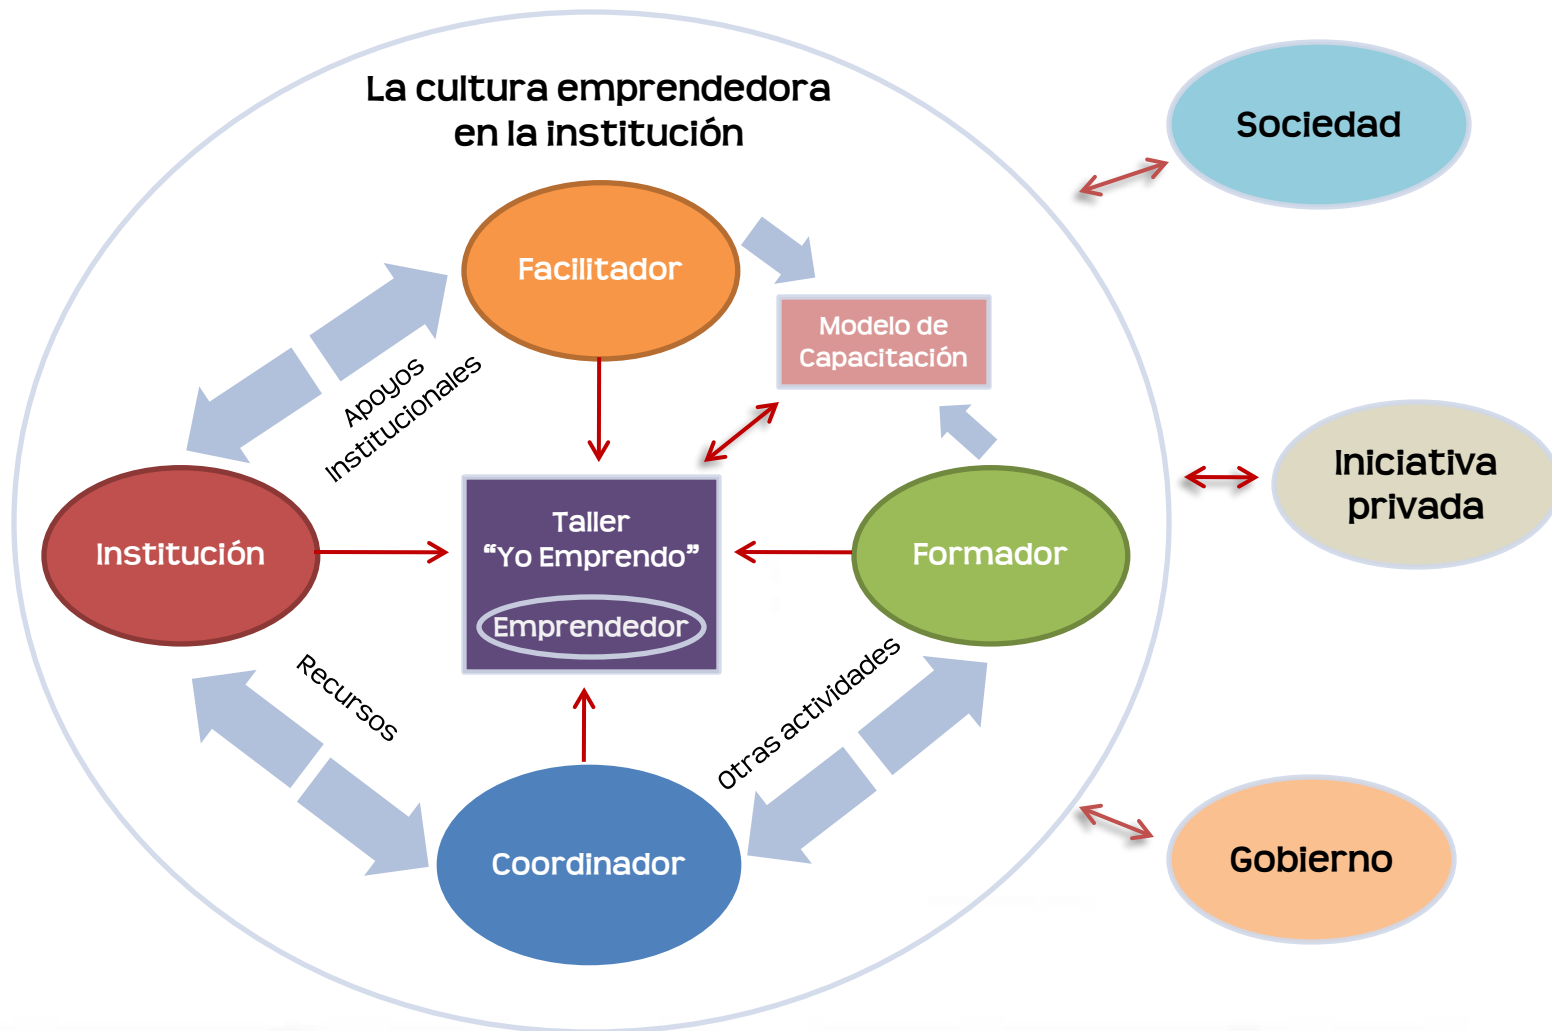 La cultura emprendedora
en la institución
Sociedad
Facilitador
Modelo de
Capacitación
Apoyos
Institucionales
Iniciativa
privada
Institución
Taller
“Yo Emprendo”
Emprendedor
Formador
Recursos
Otras actividades
Coordinador
Gobierno